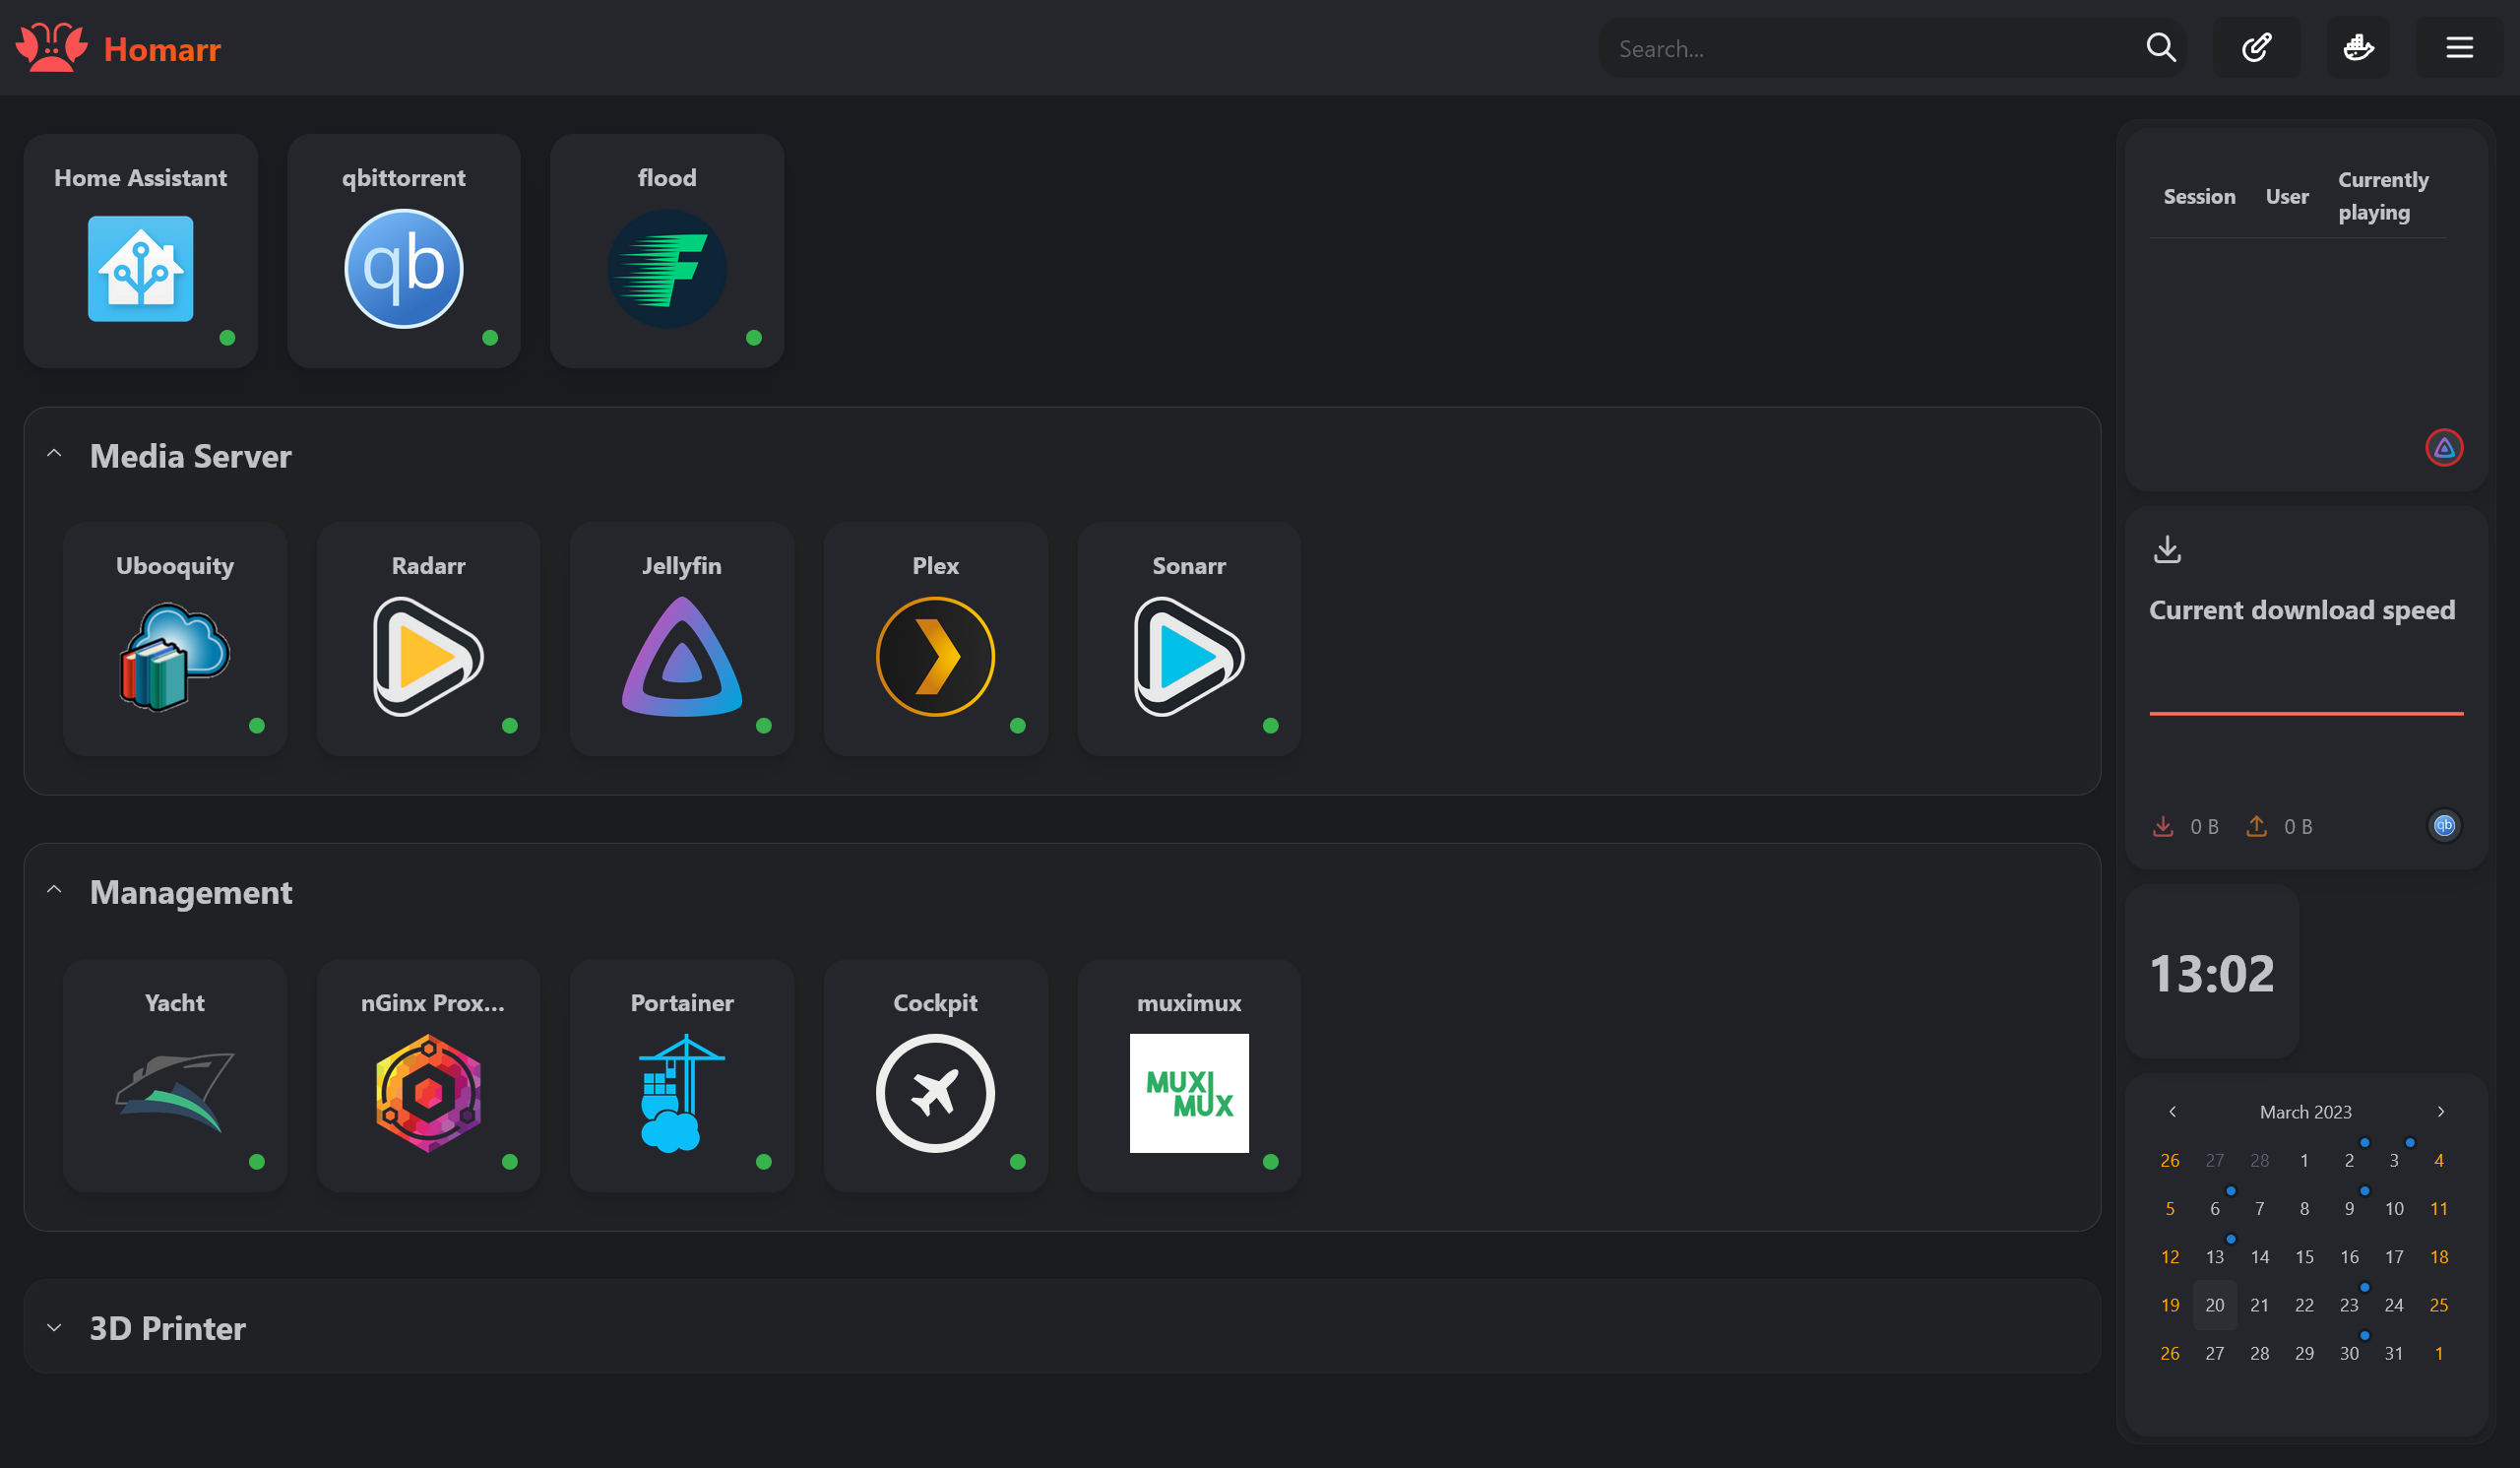 Homarr
Search...
Home Assistant
qbittorrent
qb
flood
F
Media Server
Ubooquity
Radarr
Jellyfin
Plex
Sonarr
Management
Yacht
nGinx Prox...
Portainer
Cockpit
muximux
MUXI
MUX
3D Printer
Session User Currently
playing
Current download speed
0 B 0 B qb
13:02
March 2023
26 27 28 1 2 3 4
5 6 7 8 9 10 11
12 13 14 15 16 17 18
19 20 21 22 23 24 25
26 27 28 29 30 31 1